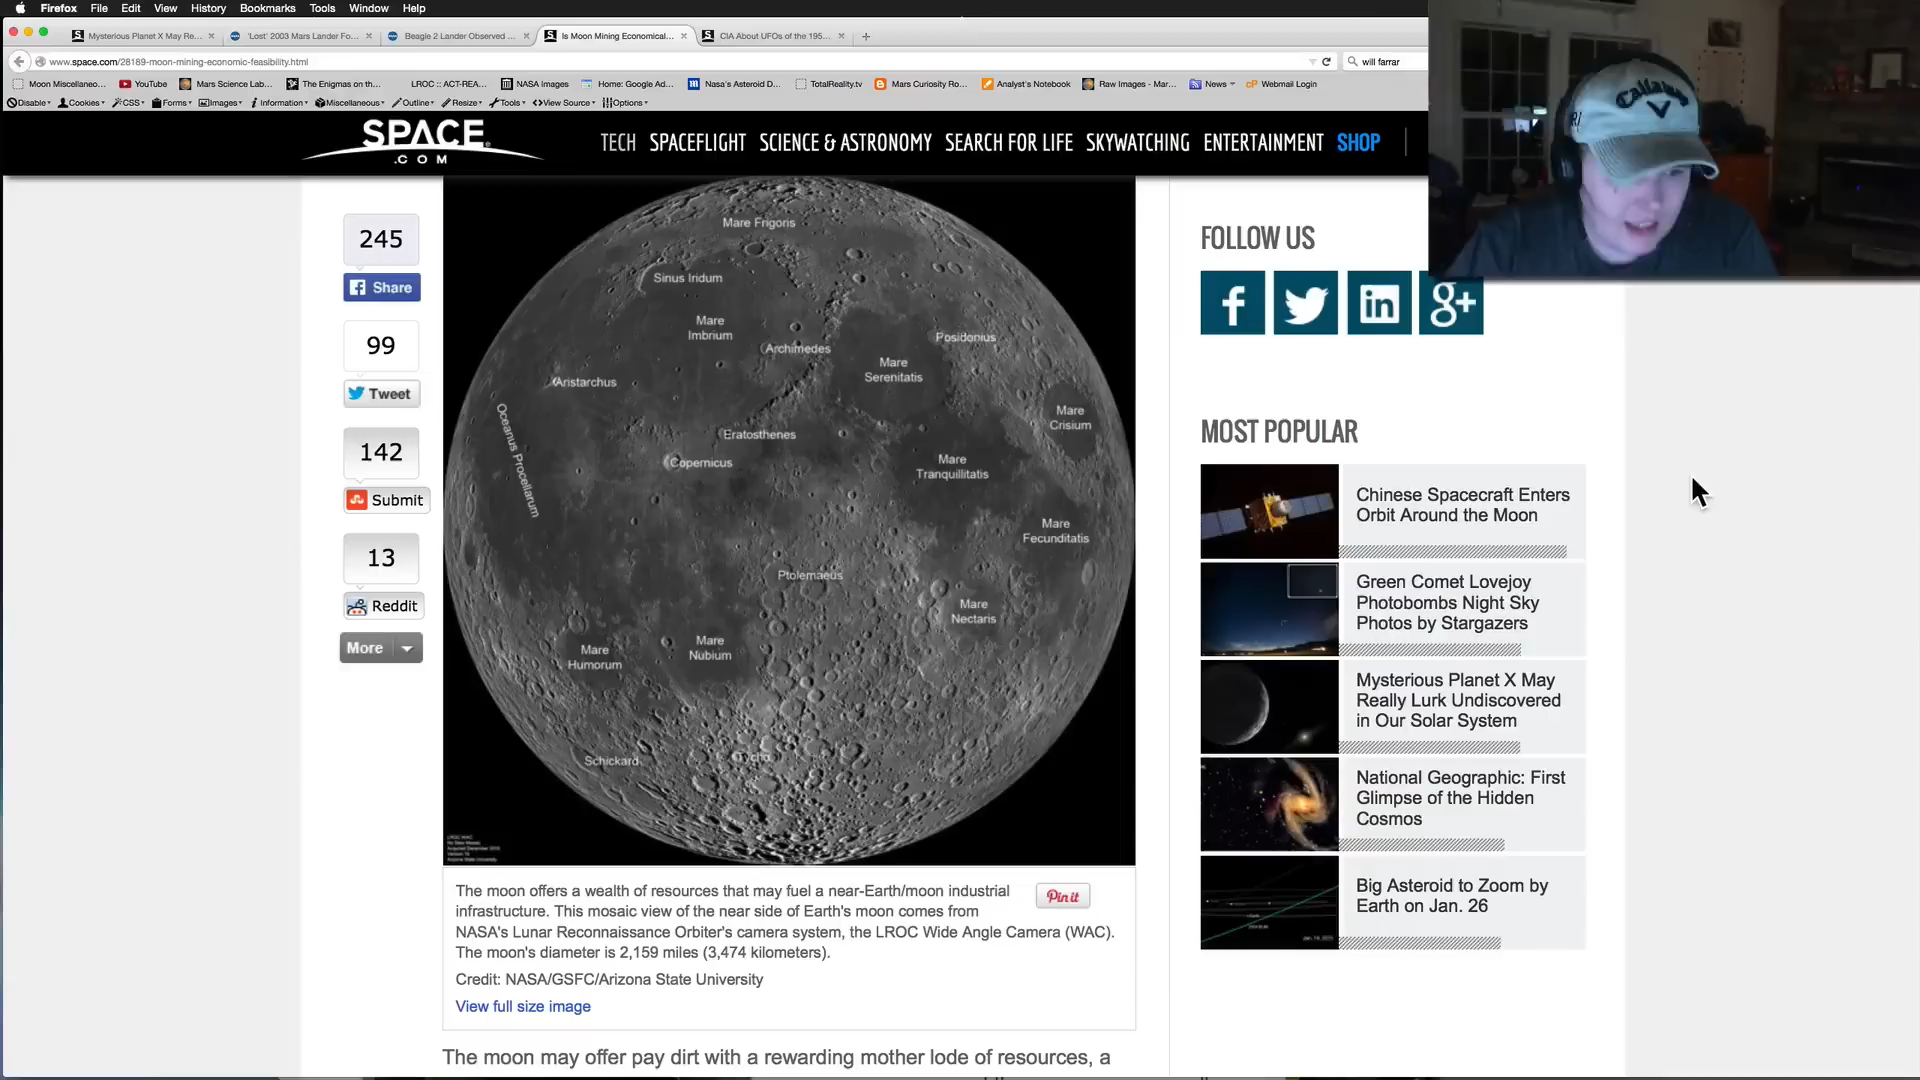 Firefox File Edit View History Bookmarks Tools Window Help
Mysterious Planet X May Re... × 'Lost' 2003 Mars Lander Fo... × Beagle 2 Lander Observed ... × Is Moon Mining Economical... × CIA About UFOs of the 195... × +
www.space.com/28189-moon-mining-economic-feasibility.html
will farrar
Moon Miscellaneo... YouTube Mars Science Lab... The Enigmas on th... LROC :: ACT-REA... NASA Images Home: Google Ad... Nasa's Asteroid D... TotalReality.tv Mars Curiosity Ro... Analyst's Notebook Raw Images - Mar... News Webmail Login
Disable Cookies CSS Forms Images Information Miscellaneous Outline Resize Tools View Source Options
SPACE
.COM
TECH SPACEFLIGHT SCIENCE & ASTRONOMY SEARCH FOR LIFE SKYWATCHING ENTERTAINMENT SHOP
245
Share
99
Tweet
142
Submit
13
Reddit
More
Mare Frigoris
Sinus Iridum
Mare
Imbrium
Archimedes
Mare
Serenitatis
Posidonius
Aristarchus
Mare
Crisium
Oceanus Procellarum
Eratosthenes
Copernicus
Mare
Tranquillitatis
Mare
Fecunditatis
Ptolemaeus
Mare
Nectaris
Mare
Humorum
Mare
Nubium
Schickard
Tycho
LROC WAC
Arizona State University
The moon offers a wealth of resources that may fuel a near-Earth/moon industrial
infrastructure. This mosaic view of the near side of Earth's moon comes from
NASA's Lunar Reconnaissance Orbiter's camera system, the LROC Wide Angle Camera (WAC).
The moon's diameter is 2,159 miles (3,474 kilometers).
Credit: NASA/GSFC/Arizona State University
View full size image
Pin it
The moon may offer pay dirt with a rewarding mother lode of resources, a
FOLLOW US
f in g+
MOST POPULAR
Chinese Spacecraft Enters
Orbit Around the Moon
Green Comet Lovejoy
Photobombs Night Sky
Photos by Stargazers
Mysterious Planet X May
Really Lurk Undiscovered
in Our Solar System
National Geographic: First
Glimpse of the Hidden
Cosmos
Big Asteroid to Zoom by
Earth on Jan. 26
Callaway